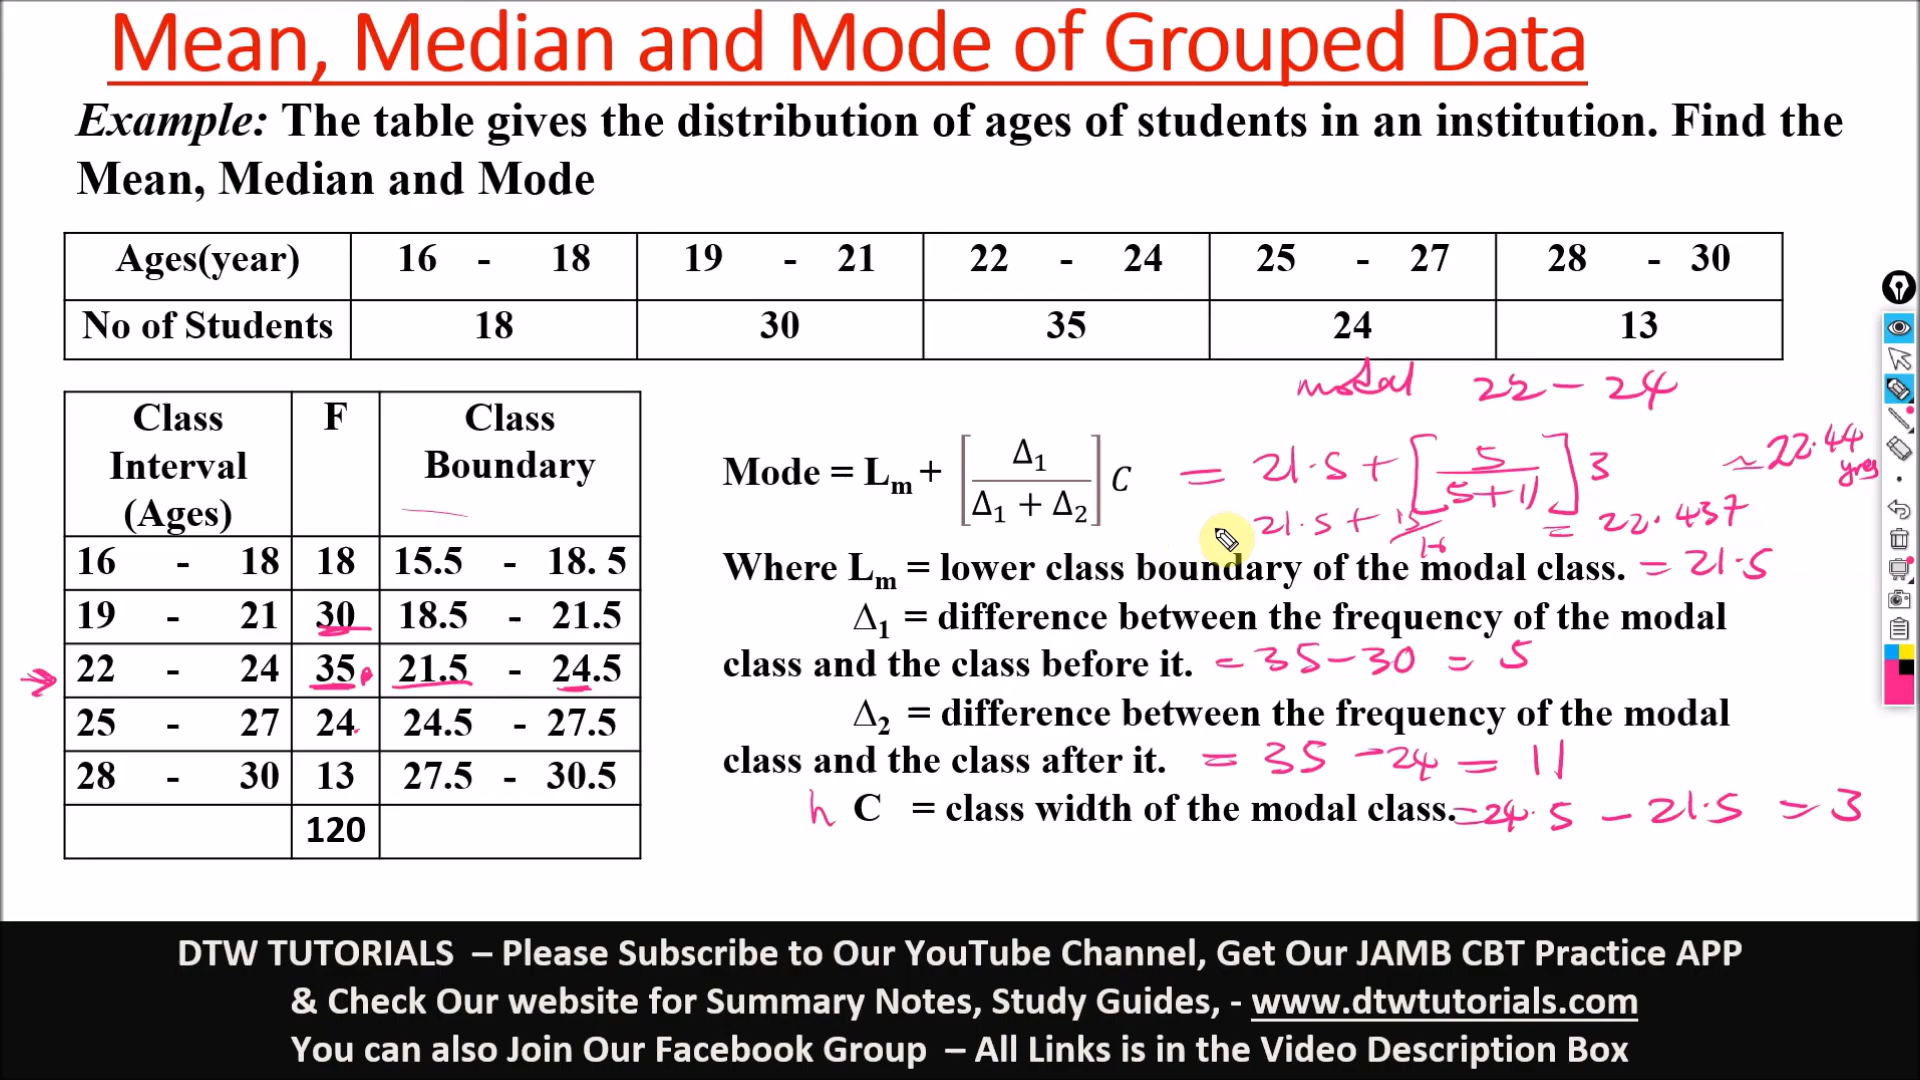 Mean, Median and Mode of Grouped Data
Example: The table gives the distribution of ages of students in an institution. Find the
Mean, Median and Mode
Ages(year) 16 - 18 19 - 21 22 - 24 25 - 27 28 - 30
No of Students 18 30 35 24 13
modal 22 - 24
Class Interval (Ages) F Class Boundary
16 - 18 18 15.5 - 18. 5
19 - 21 30 18.5 - 21.5
22 - 24 35 21.5 - 24.5
25 - 27 24 24.5 - 27.5
28 - 30 13 27.5 - 30.5
120
Mode = Lm + [Δ1 / (Δ1 + Δ2)] C = 21.5 + [5 / (5+11)] 3
21.5 + 15/16 = 22.437
≃ 22.44 yrs
Where Lm = lower class boundary of the modal class. = 21.5
Δ1 = difference between the frequency of the modal
class and the class before it. = 35 - 30 = 5
Δ2 = difference between the frequency of the modal
class and the class after it. = 35 - 24 = 11
h C = class width of the modal class. = 24.5 - 21.5 = 3
DTW TUTORIALS – Please Subscribe to Our YouTube Channel, Get Our JAMB CBT Practice APP
& Check Our website for Summary Notes, Study Guides, - www.dtwtutorials.com
You can also Join Our Facebook Group – All Links is in the Video Description Box